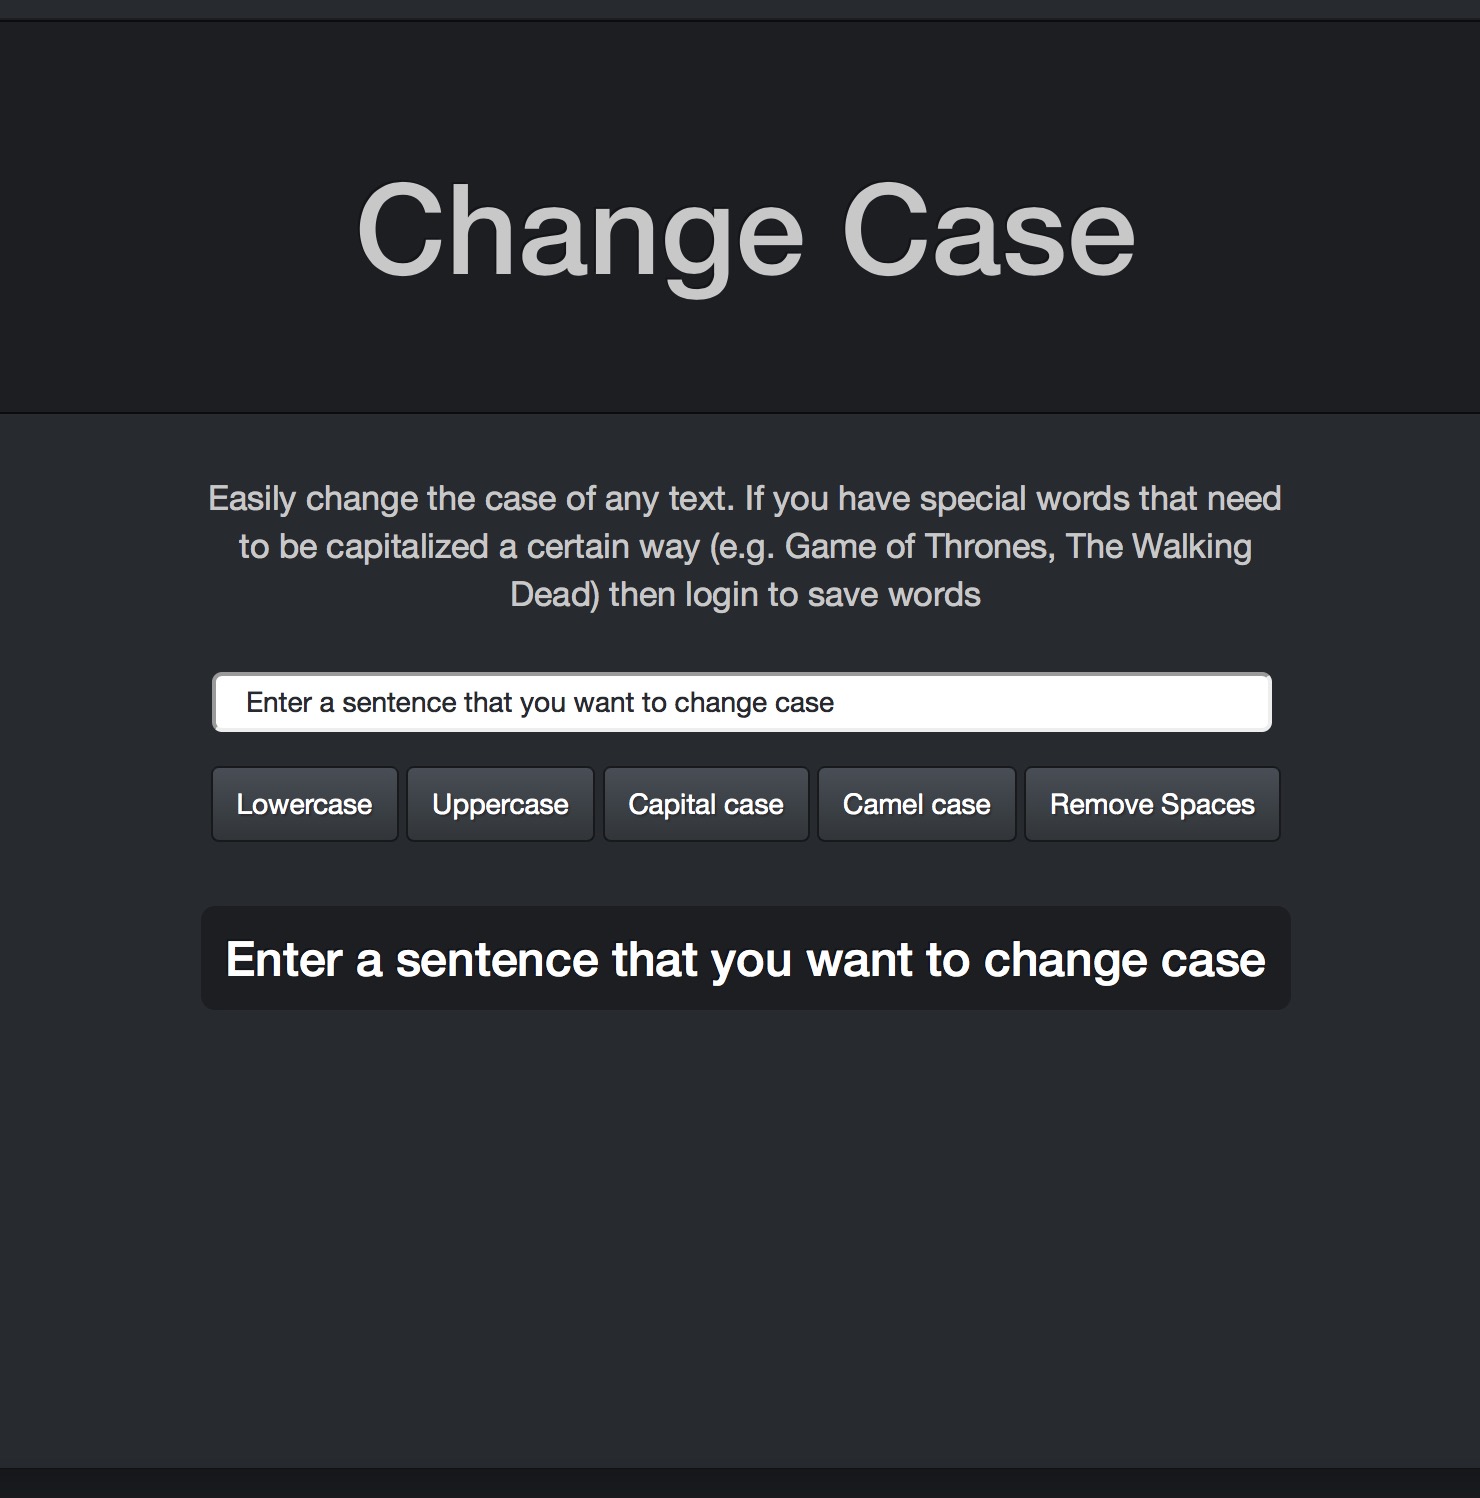 Change Case
Easily change the case of any text. If you have special words that need
to be capitalized a certain way (e.g. Game of Thrones, The Walking
Dead) then login to save words
Enter a sentence that you want to change case
Lowercase Uppercase Capital case Camel case Remove Spaces
Enter a sentence that you want to change case